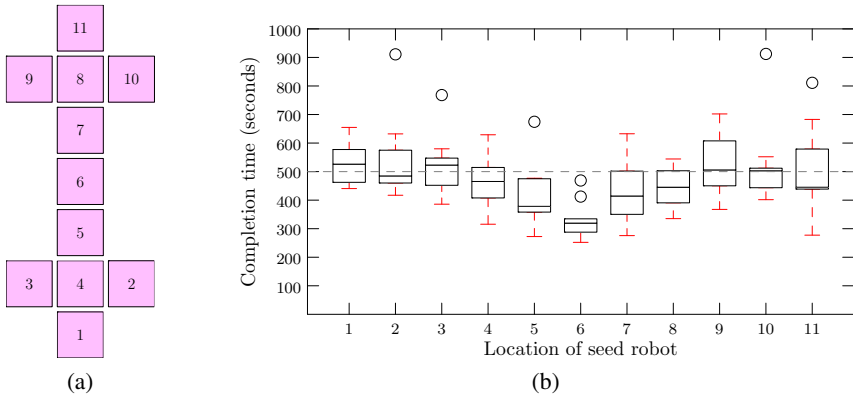 11
9 8 10
7
6
5
3 4 2
1
(a)
Completion time (seconds)
1000
900
800
700
600
500
400
300
200
100
1 2 3 4 5 6 7 8 9 10 11
Location of seed robot
(b)